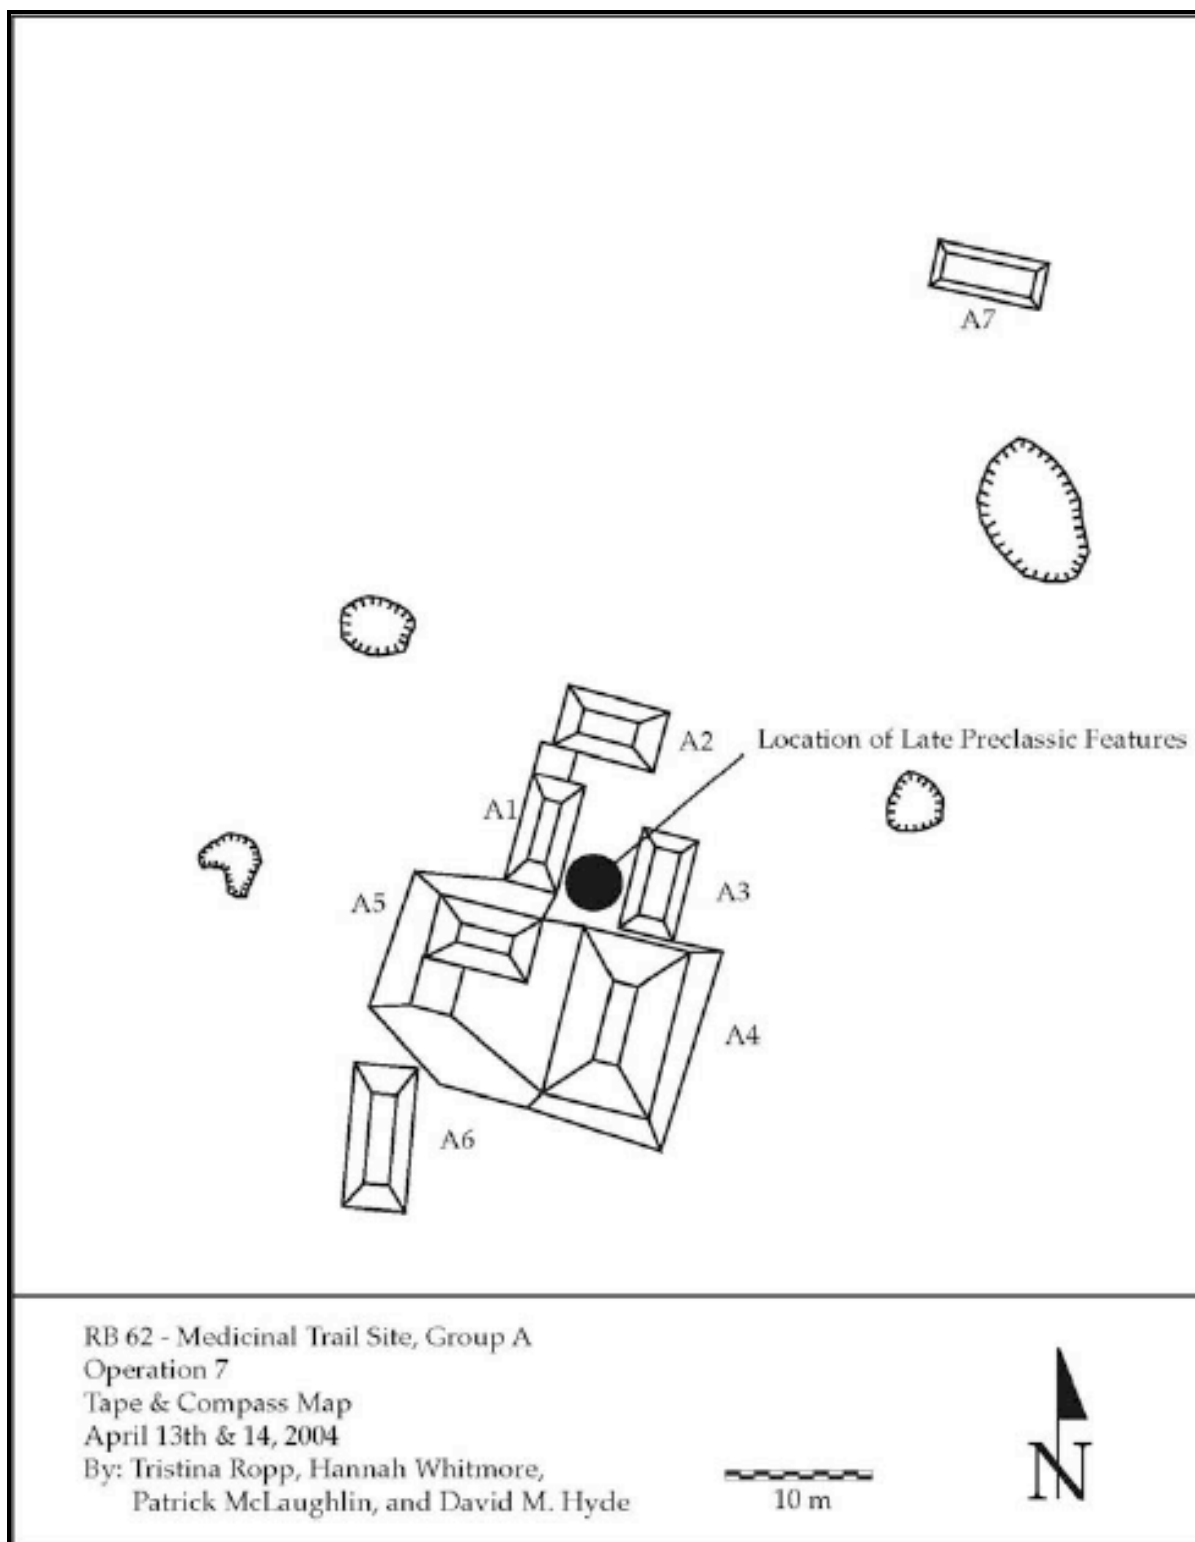 A7
A2
Location of Late Preclassic Features
A1
A3
A5
A4
A6
RB 62 - Medicinal Trail Site, Group A
Operation 7
Tape & Compass Map
April 13th & 14, 2004
By: Tristina Ropp, Hannah Whitmore,
Patrick McLaughlin, and David M. Hyde
10 m
N